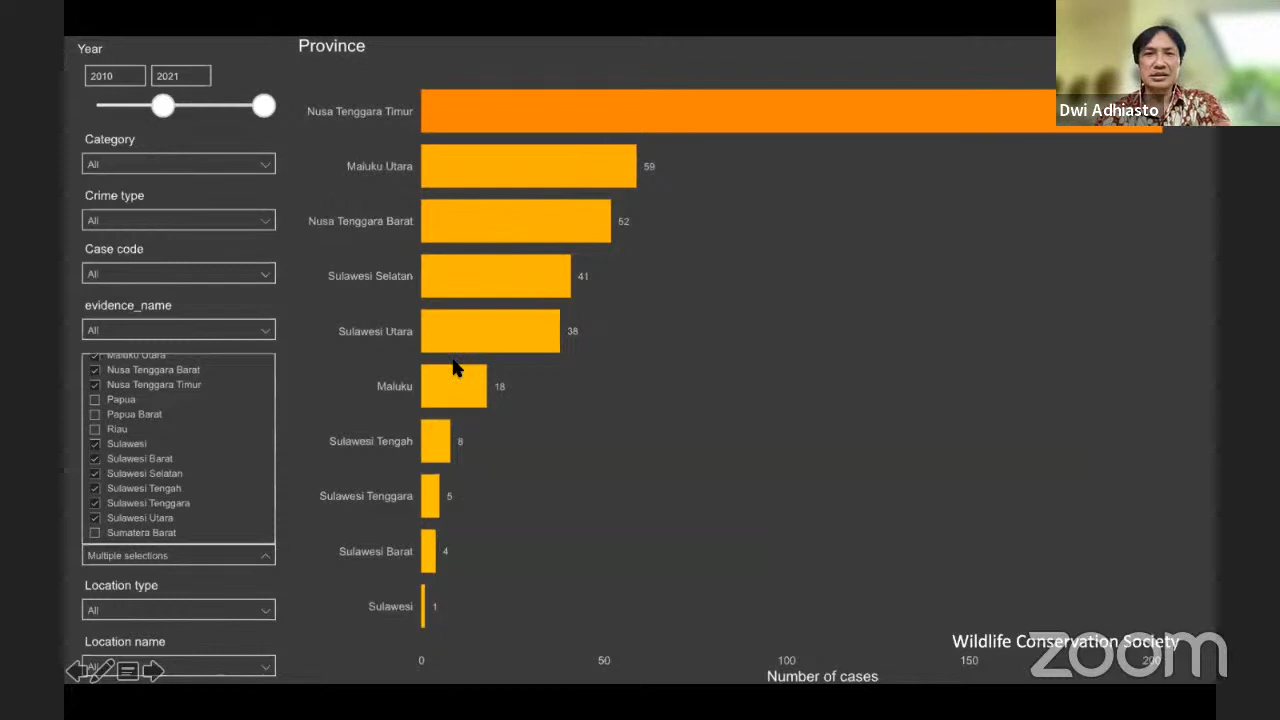 Year
Province
2010
2021
Category
All
Crime type
All
Case code
All
evidence_name
All
Maluku Utara
Nusa Tenggara Barat
Nusa Tenggara Timur
Papua
Papua Barat
Riau
Sulawesi
Sulawesi Barat
Sulawesi Selatan
Sulawesi Tengah
Sulawesi Tenggara
Sulawesi Utara
Sumatera Barat
Multiple selections
Location type
All
Location name
All
Nusa Tenggara Timur
Maluku Utara 59
Nusa Tenggara Barat 52
Sulawesi Selatan 41
Sulawesi Utara 38
Maluku 18
Sulawesi Tengah 8
Sulawesi Tenggara 5
Sulawesi Barat 4
Sulawesi 1
0 50 100 150 200
Number of cases
Dwi Adhiasto
Wildlife Conservation Society
zoom